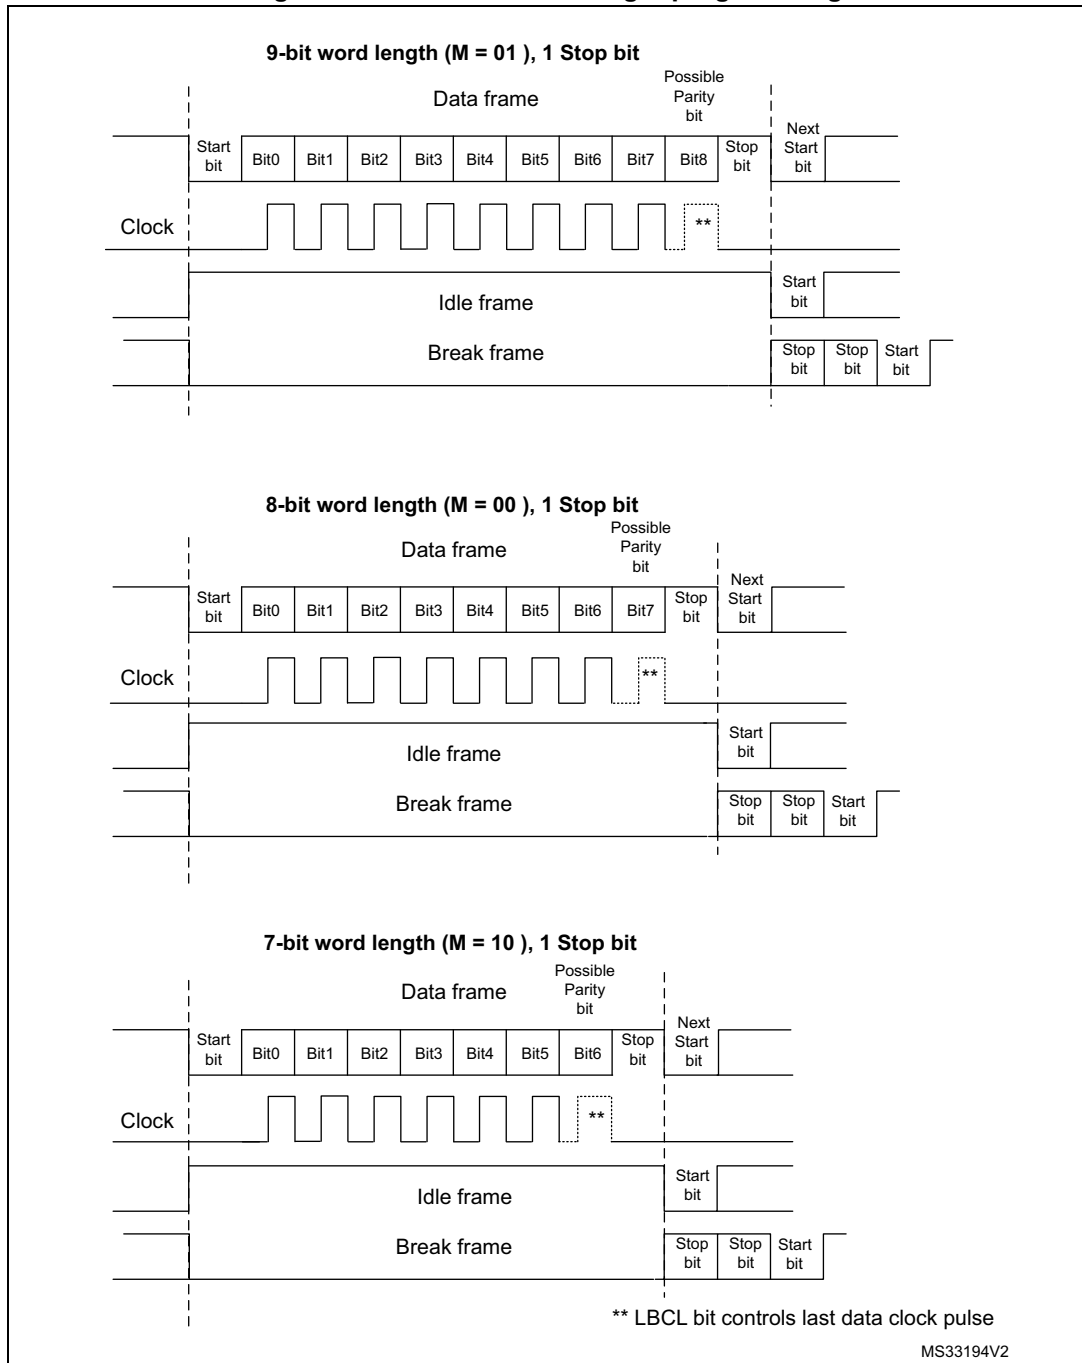 9-bit word length (M = 01 ), 1 Stop bit
Data frame
Possible
Parity
bit
Start
bit
Bit0
Bit1
Bit2
Bit3
Bit4
Bit5
Bit6
Bit7
Bit8
Stop
bit
Next
Start
bit
Clock
**
Idle frame
Start
bit
Break frame
Stop
bit
Stop
bit
Start
bit
8-bit word length (M = 00 ), 1 Stop bit
Data frame
Possible
Parity
bit
Start
bit
Bit0
Bit1
Bit2
Bit3
Bit4
Bit5
Bit6
Bit7
Stop
bit
Next
Start
bit
Clock
**
Idle frame
Start
bit
Break frame
Stop
bit
Stop
bit
Start
bit
7-bit word length (M = 10 ), 1 Stop bit
Data frame
Possible
Parity
bit
Start
bit
Bit0
Bit1
Bit2
Bit3
Bit4
Bit5
Bit6
Stop
bit
Next
Start
bit
Clock
**
Idle frame
Start
bit
Break frame
Stop
bit
Stop
bit
Start
bit
** LBCL bit controls last data clock pulse
MS33194V2